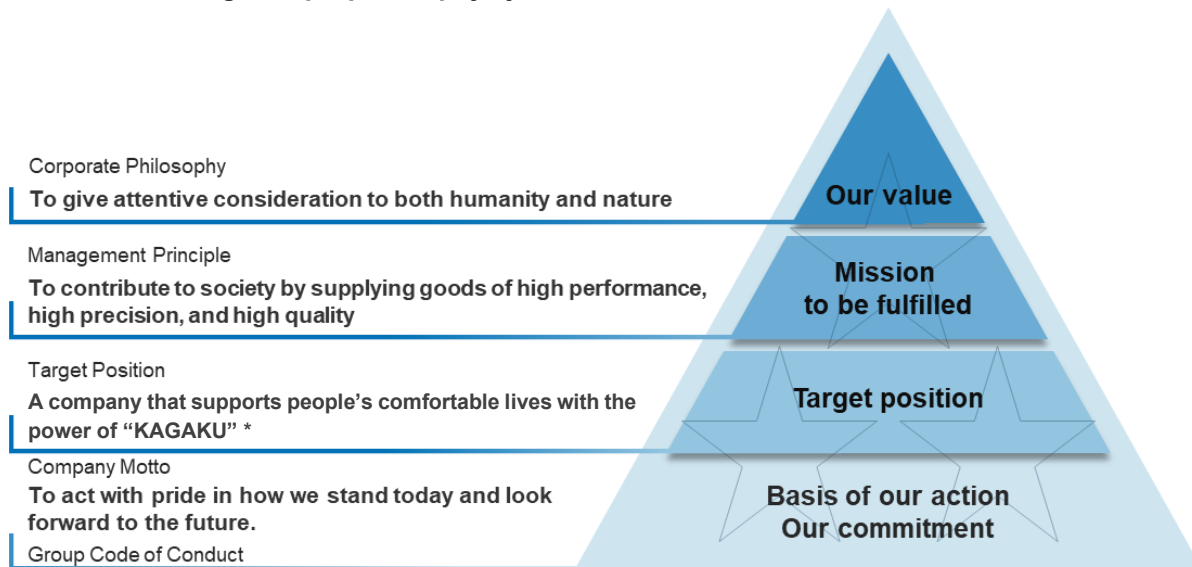 Corporate Philosophy
To give attentive consideration to both humanity and nature
Our value
Management Principle
To contribute to society by supplying goods of high performance,
high precision, and high quality
Mission
to be fulfilled
Target Position
A company that supports people’s comfortable lives with the
power of “KAGAKU” *
Target position
Company Motto
To act with pride in how we stand today and look
forward to the future.
Group Code of Conduct
Basis of our action
Our commitment